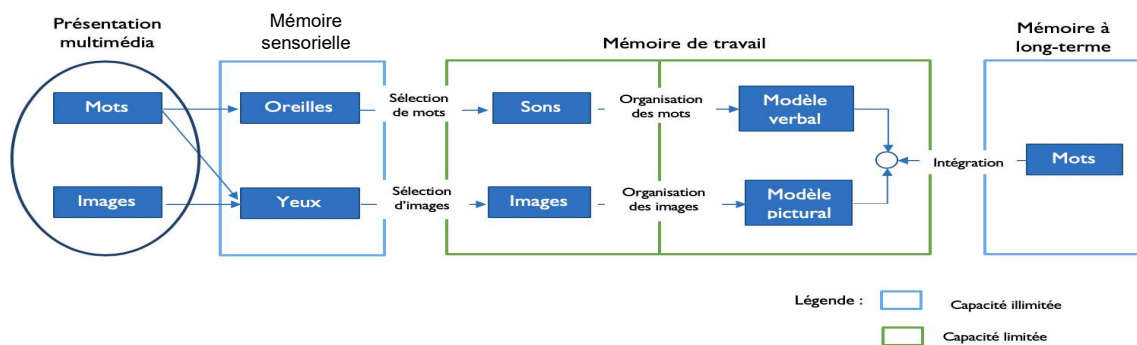 Présentation
multimédia
Mémoire
sensorielle
Mémoire de travail
Mémoire à
long-terme
Mots
Oreilles
Sélection
de mots
Sons
Organisation
des mots
Modèle
verbal
Intégration
Mots
Images
Yeux
Sélection
d'images
Images
Organisation
des images
Modèle
pictural
Légende :
Capacité illimitée
Capacité limitée